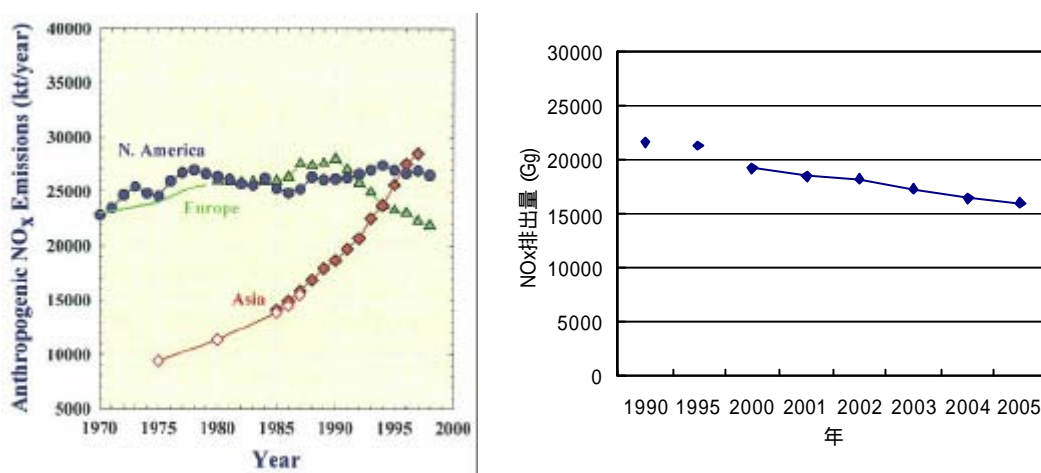 40000
35000
30000
25000
20000
15000
10000
5000
Anthropogenic NOx Emissions (kt/year)
N. America
Europe
Asia
1970 1975 1980 1985 1990 1995 2000
Year
30000
25000
20000
15000
10000
5000
0
NOx排出量 (Gg)
1990 1995 2000 2001 2002 2003 2004 2005
年